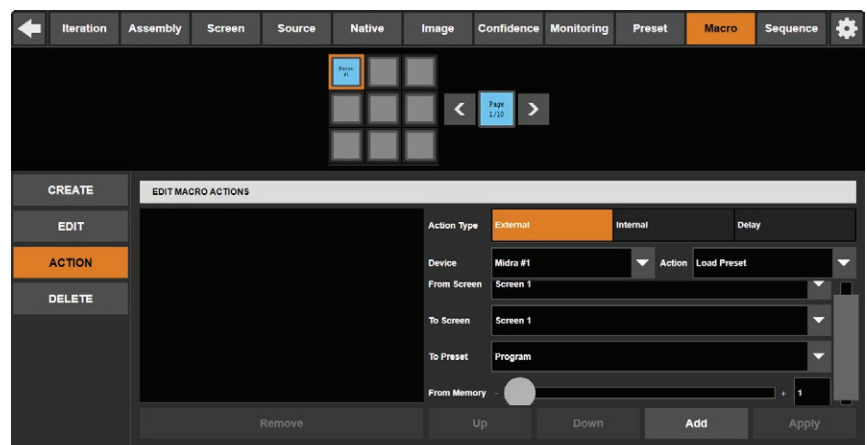 Iteration Assembly Screen Source Native Image Confidence Monitoring Preset Macro Sequence
Macro
#1
Page
1/10
CREATE
EDIT MACRO ACTIONS
EDIT
Action Type External Internal Delay
ACTION
Device Midra #1 Action Load Preset
From Screen Screen 1
DELETE
To Screen Screen 1
To Preset Program
From Memory - + 1
Remove Up Down Add Apply